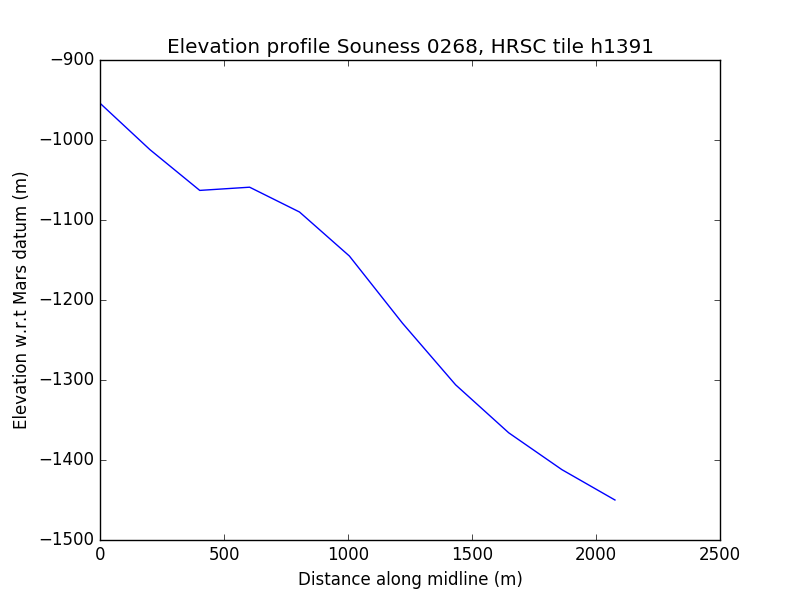 Elevation profile Souness 0268, HRSC tile h1391
−900
−1000
−1100
−1200
−1300
−1400
−1500
Elevation w.r.t Mars datum (m)
0 500 1000 1500 2000 2500
Distance along midline (m)